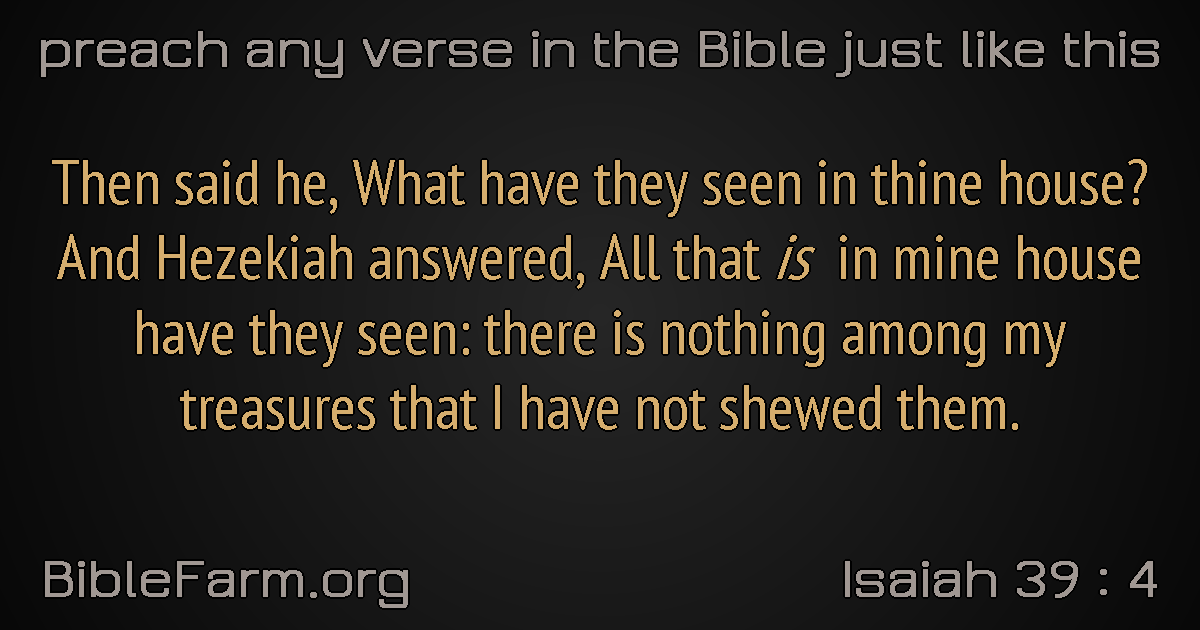 preach any verse in the Bible just like this
Then said he, What have they seen in thine house?
And Hezekiah answered, All that is in mine house
have they seen: there is nothing among my
treasures that I have not shewed them.
BibleFarm.org
Isaiah 39 : 4